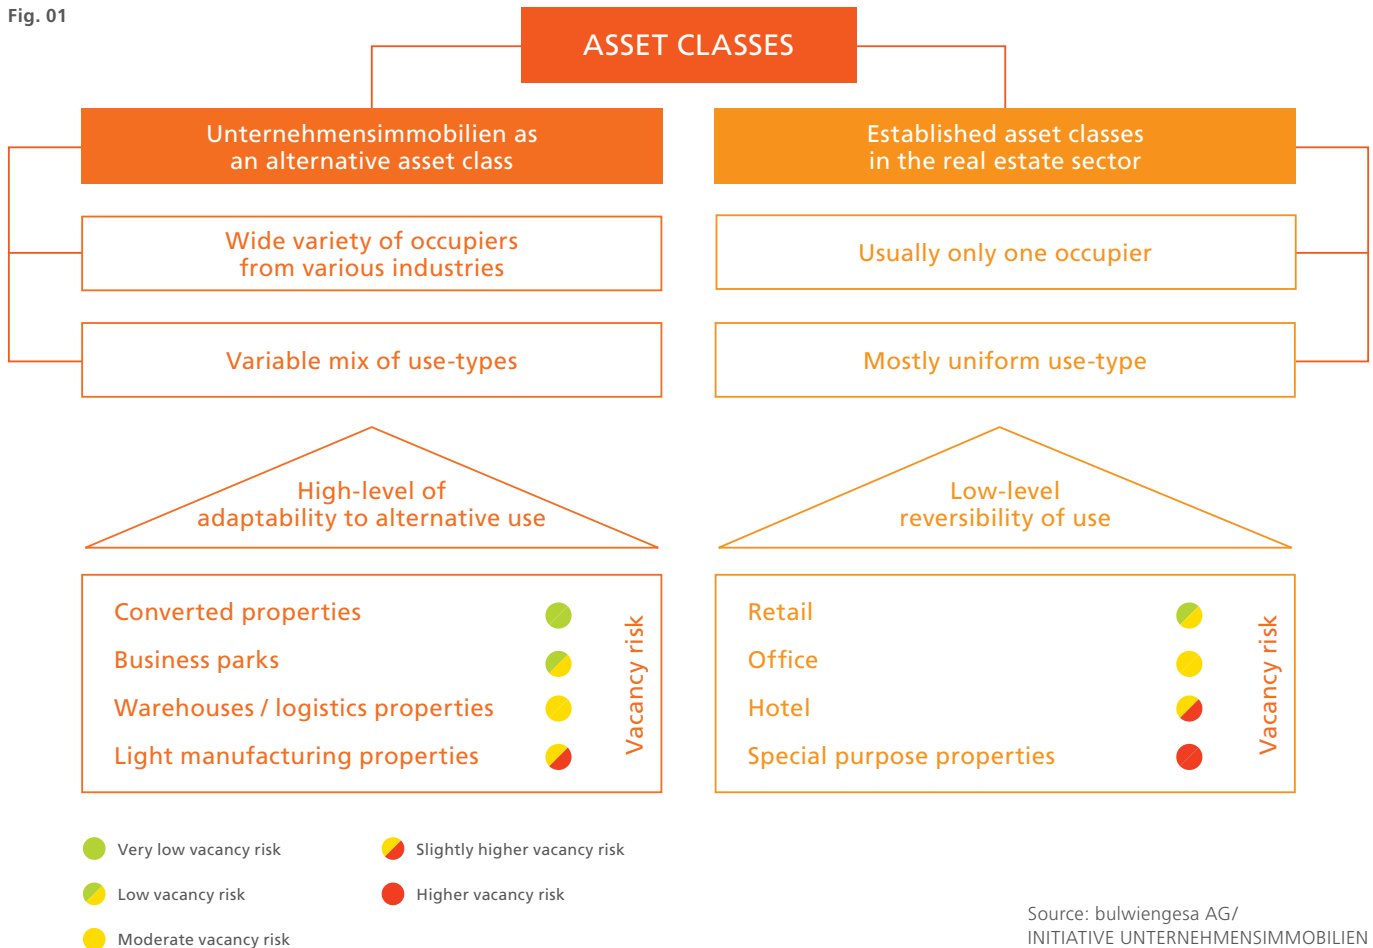 Fig. 01
ASSET CLASSES
Unternehmensimmobilien as
an alternative asset class
Established asset classes
in the real estate sector
Wide variety of occupiers
from various industries
Usually only one occupier
Variable mix of use-types
Mostly uniform use-type
High-level of
adaptability to alternative use
Low-level
reversibility of use
Converted properties
Business parks
Warehouses / logistics properties
Light manufacturing properties
Vacancy risk
Retail
Office
Hotel
Special purpose properties
Vacancy risk
Very low vacancy risk
Low vacancy risk
Moderate vacancy risk
Slightly higher vacancy risk
Higher vacancy risk
Source: bulwiengesa AG/
INITIATIVE UNTERNEHMENSIMMOBILIEN